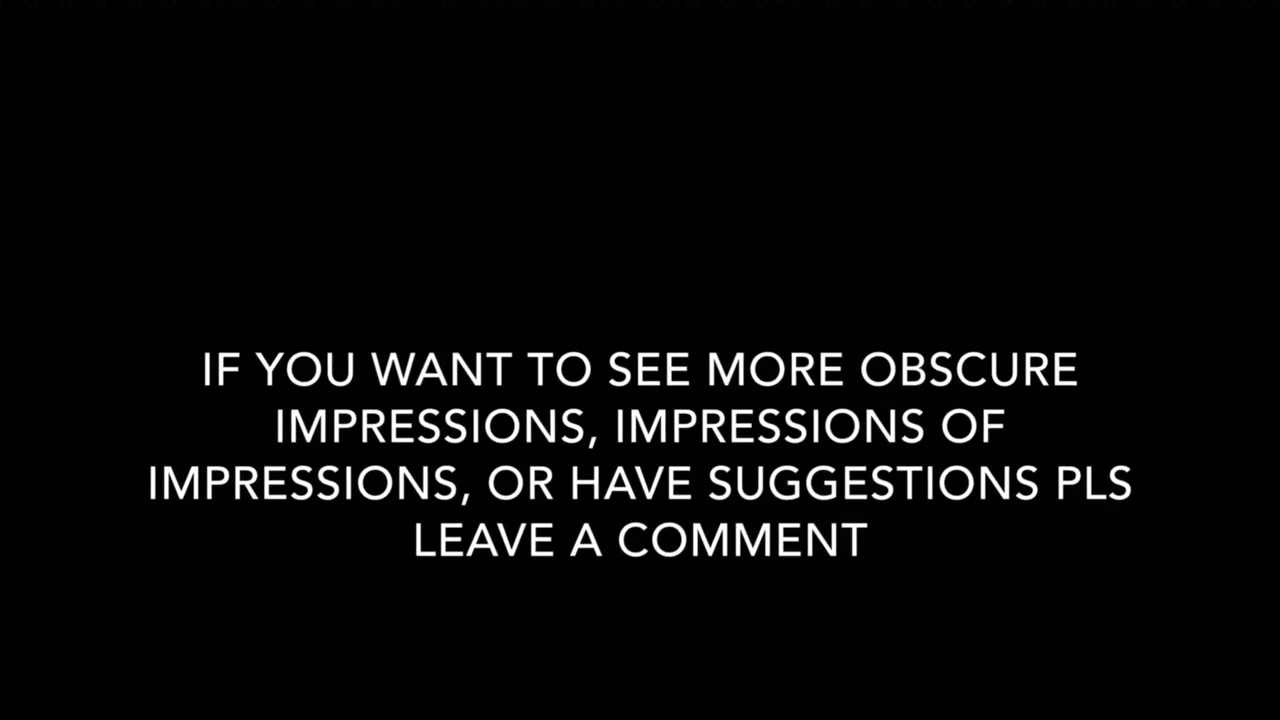 IF YOU WANT TO SEE MORE OBSCURE
IMPRESSIONS, IMPRESSIONS OF
IMPRESSIONS, OR HAVE SUGGESTIONS PLS
LEAVE A COMMENT